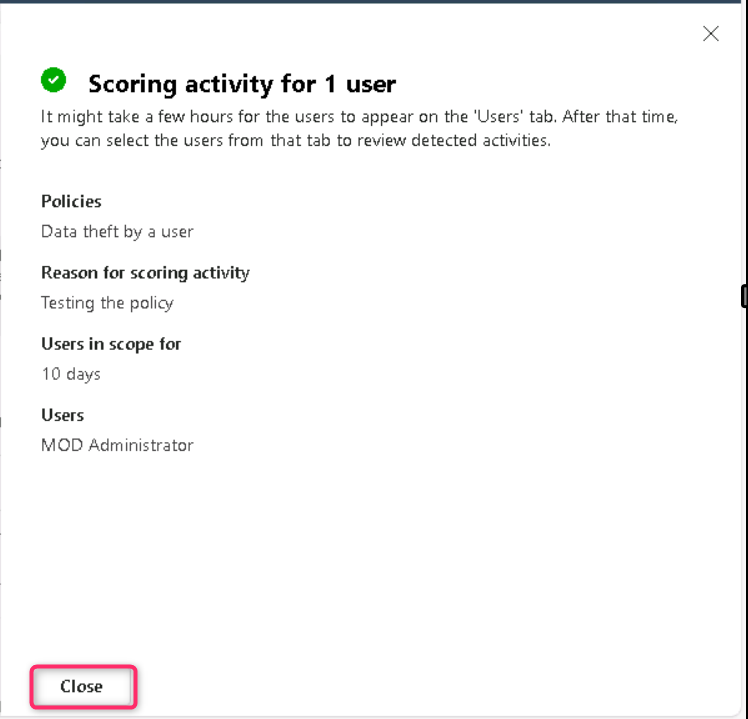 Scoring activity for 1 user
It might take a few hours for the users to appear on the 'Users' tab. After that time,
you can select the users from that tab to review detected activities.
Policies
Data theft by a user
Reason for scoring activity
Testing the policy
Users in scope for
10 days
Users
MOD Administrator
Close